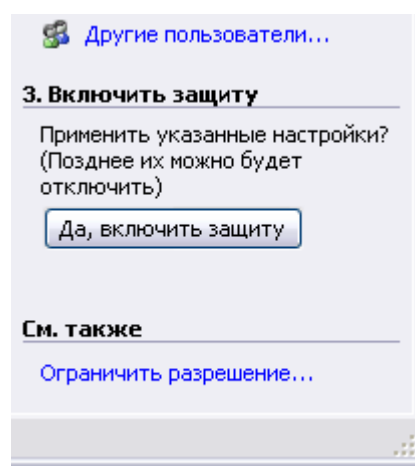 Другие пользователи...
3. Включить защиту
Применить указанные настройки?
(Позднее их можно будет
отключить)
Да, включить защиту
См. также
Ограничить разрешение...